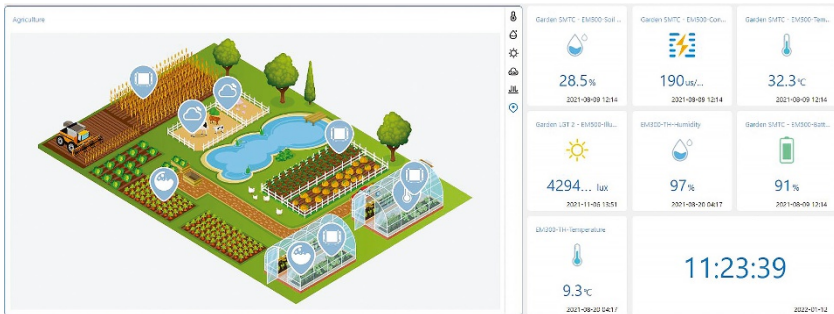 Agriculture
Garden SMTC - EM500-Soil ...
28.5%
2021-08-09 12:14
Garden SMTC - EM500-Con...
190us/...
2021-08-09 12:14
Garden SMTC - EM500-Tem...
32.3℃
2021-08-09 12:14
Garden LGT 2 - EM500-Illu...
4294... lux
2021-11-06 13:51
EM300-TH-Humidity
97%
2021-08-20 04:17
Garden SMTC - EM500-Batt...
91%
2021-08-09 12:14
EM300-TH-Temperature
9.3℃
2021-08-20 04:17
11:23:39
2022-01-12